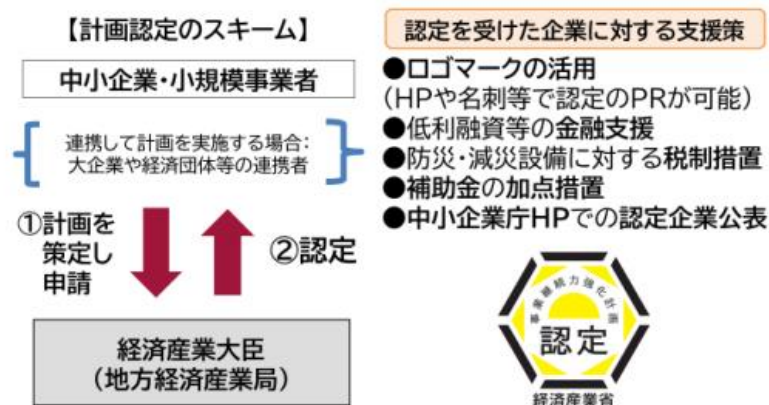 【計画認定のスキーム】
中小企業・小規模事業者
連携して計画を実施する場合：
大企業や経済団体等の連携者
①計画を
策定し
申請
②認定
経済産業大臣
（地方経済産業局）
認定を受けた企業に対する支援策
●ロゴマークの活用
（HPや名刺等で認定のPRが可能）
●低利融資等の金融支援
●防災・減災設備に対する税制措置
●補助金の加点措置
●中小企業庁HPでの認定企業公表
事業継続力強化計画
認定
経済産業省